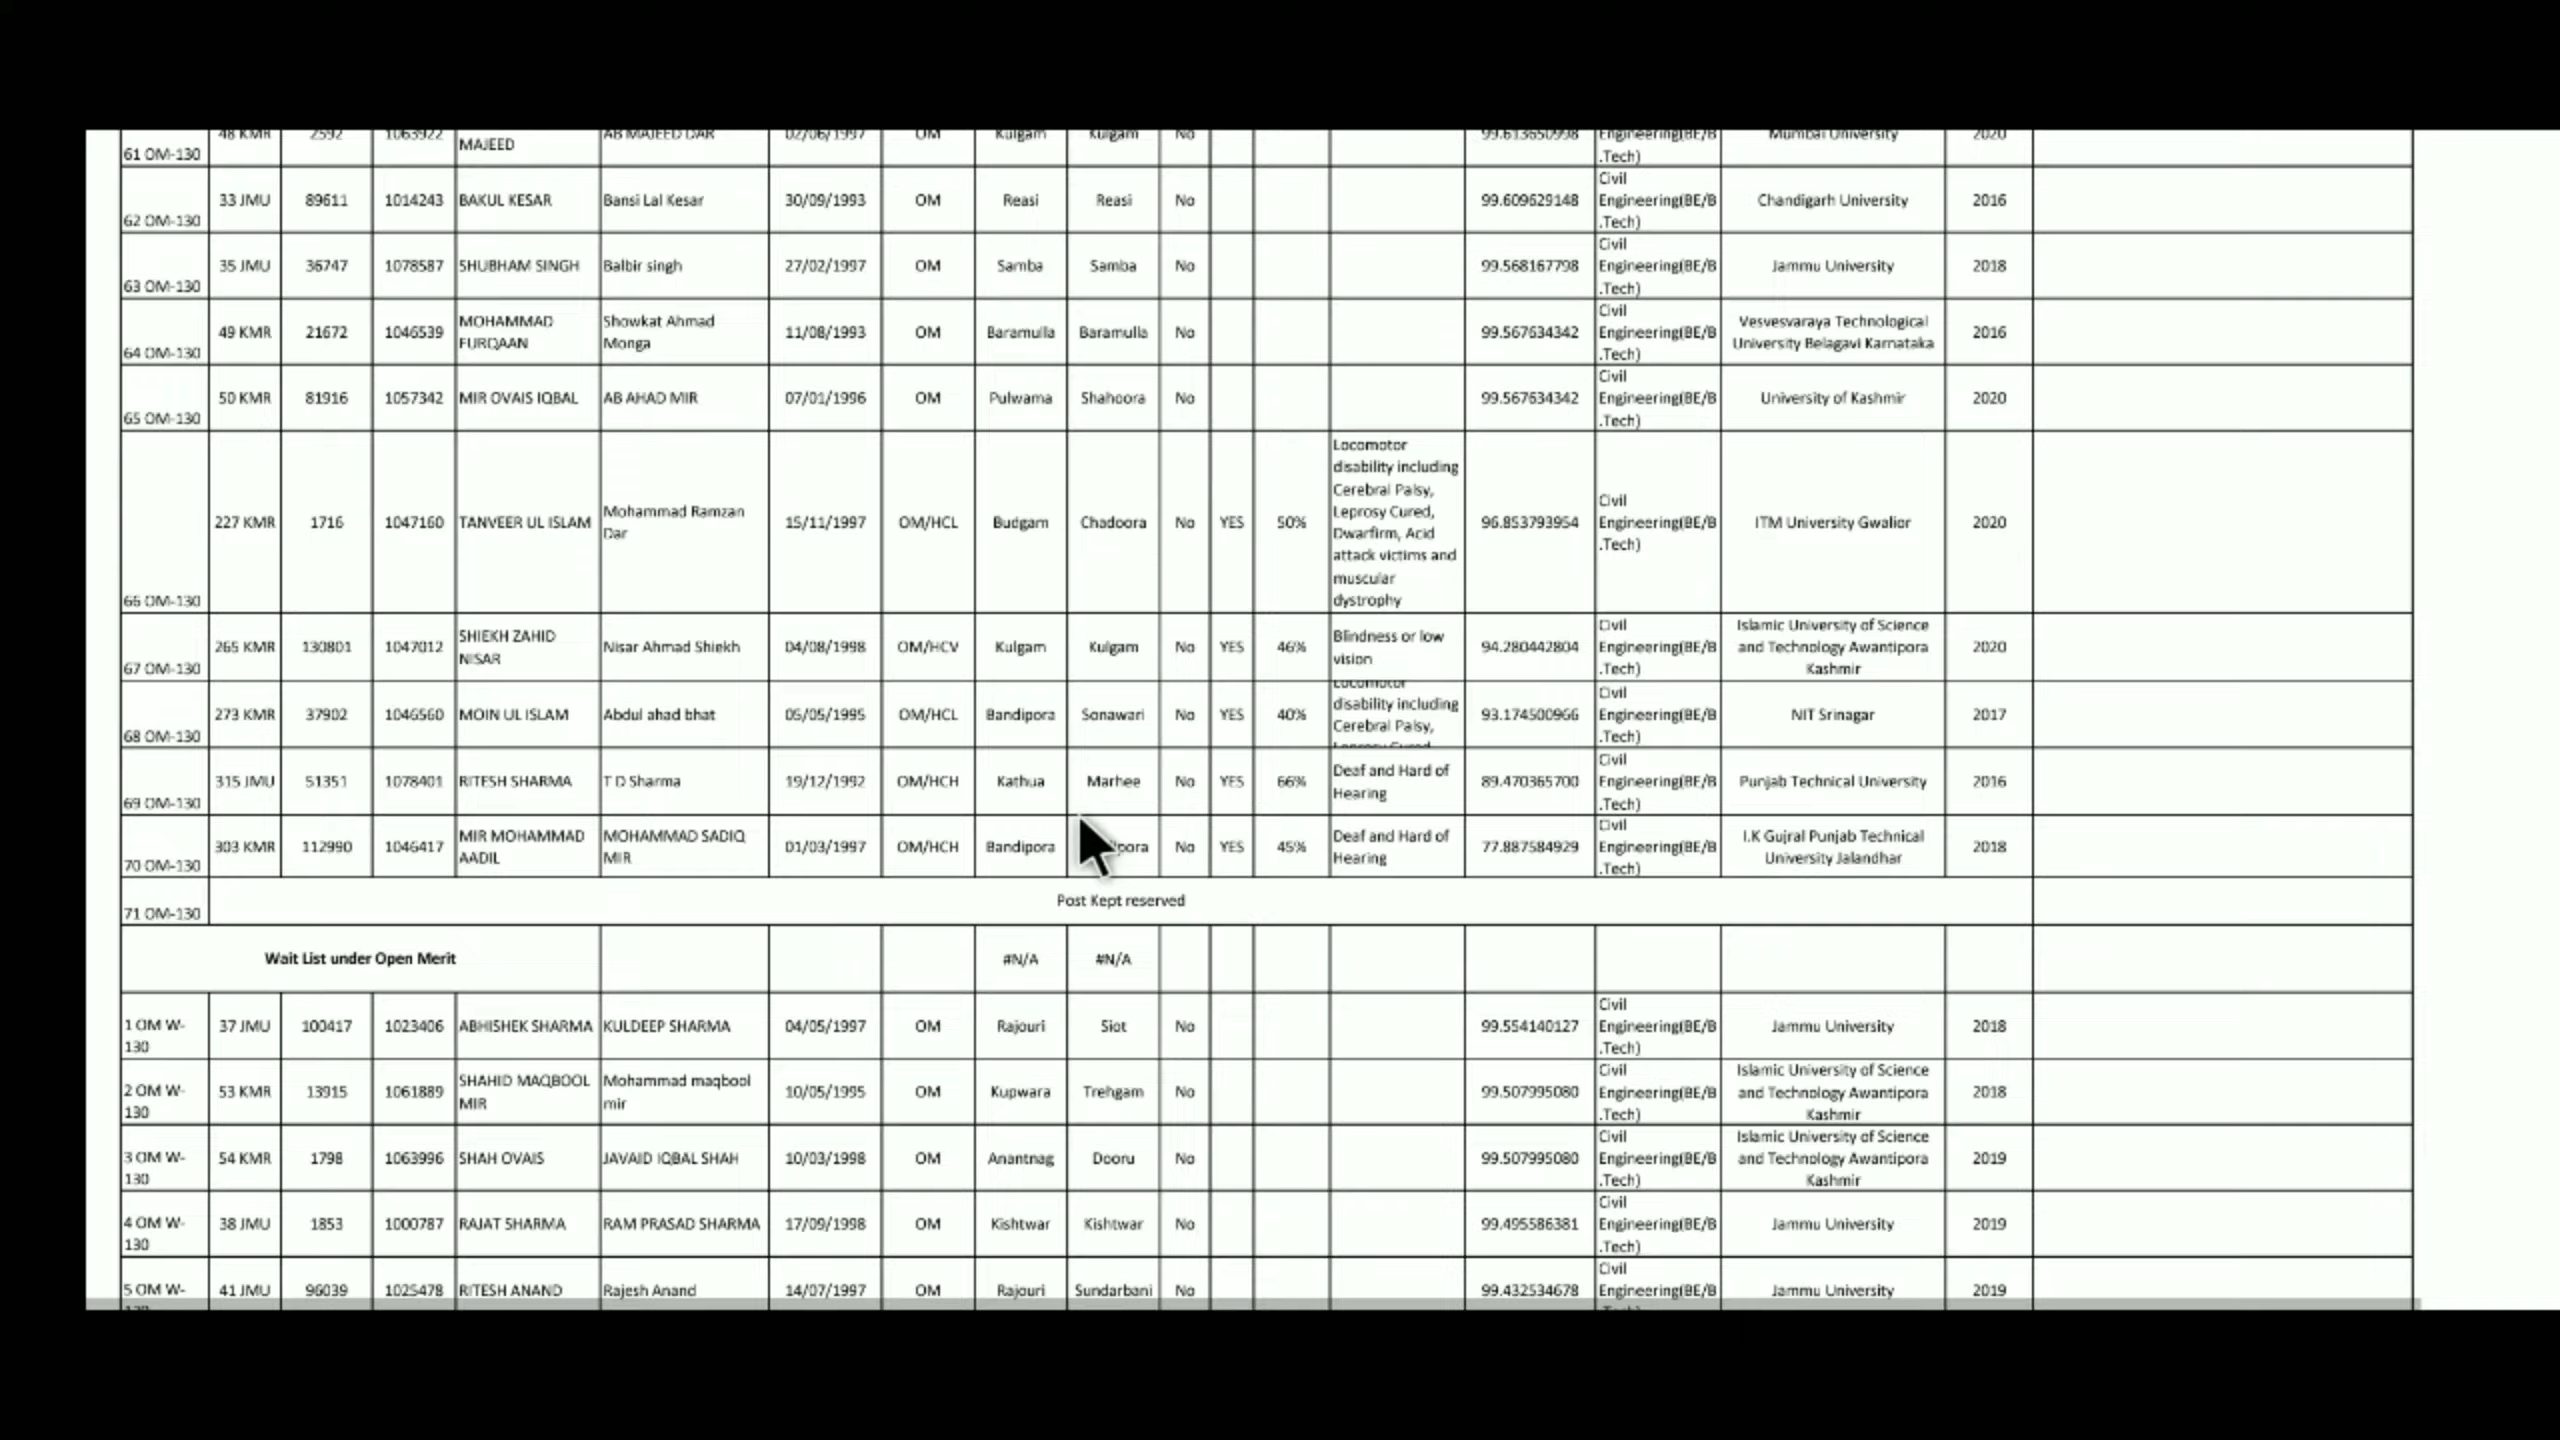 61 OM-130 48 KMR 2592 1063922 MAJEED AB MAJEED DAR 02/06/1997 OM Kulgam Kulgam No 99.613650998 Engineering(BE/B .Tech) Mumbai University 2020
62 OM-130 33 JMU 89611 1014243 BAKUL KESAR Bansi Lal Kesar 30/09/1993 OM Reasi Reasi No 99.609629148 Civil Engineering(BE/B .Tech) Chandigarh University 2016
63 OM-130 35 JMU 36747 1078587 SHUBHAM SINGH Balbir singh 27/02/1997 OM Samba Samba No 99.568167798 Civil Engineering(BE/B .Tech) Jammu University 2018
64 OM-130 49 KMR 21672 1046539 MOHAMMAD FURQAAN Showkat Ahmad Monga 11/08/1993 OM Baramulla Baramulla No 99.567634342 Civil Engineering(BE/B .Tech) Vesvesvaraya Technological University Belagavi Karnataka 2016
65 OM-130 50 KMR 81916 1057342 MIR OVAIS IQBAL AB AHAD MIR 07/01/1996 OM Pulwama Shahoora No 99.567634342 Civil Engineering(BE/B .Tech) University of Kashmir 2020
66 OM-130 227 KMR 1716 1047160 TANVEER UL ISLAM Mohammad Ramzan Dar 15/11/1997 OM/HCL Budgam Chadoora No YES 50% Locomotor disability including Cerebral Palsy, Leprosy Cured, Dwarfirm, Acid attack victims and muscular dystrophy 96.853793954 Civil Engineering(BE/B .Tech) ITM University Gwalior 2020
67 OM-130 265 KMR 130801 1047012 SHIEKH ZAHID NISAR Nisar Ahmad Shiekh 04/08/1998 OM/HCV Kulgam Kulgam No YES 46% Blindness or low vision 94.280442804 Civil Engineering(BE/B .Tech) Islamic University of Science and Technology Awantipora Kashmir 2020
68 OM-130 273 KMR 37902 1046560 MOIN UL ISLAM Abdul ahad bhat 05/05/1995 OM/HCL Bandipora Sonawari No YES 40% Locomotor disability including Cerebral Palsy, Leprosy Cured 93.174500966 Civil Engineering(BE/B .Tech) NIT Srinagar 2017
69 OM-130 315 JMU 51351 1078401 RITESH SHARMA T D Sharma 19/12/1992 OM/HCH Kathua Marhee No YES 66% Deaf and Hard of Hearing 89.470365700 Civil Engineering(BE/B .Tech) Punjab Technical University 2016
70 OM-130 303 KMR 112990 1046417 MIR MOHAMMAD AADIL MOHAMMAD SADIQ MIR 01/03/1997 OM/HCH Bandipora No YES 45% Deaf and Hard of Hearing 77.887584929 Civil Engineering(BE/B .Tech) I.K Gujral Punjab Technical University Jalandhar 2018
71 OM-130 Post Kept reserved
Wait List under Open Merit #N/A #N/A
1 OM W-130 37 JMU 100417 1023406 ABHISHEK SHARMA KULDEEP SHARMA 04/05/1997 OM Rajouri Siot No 99.554140127 Civil Engineering(BE/B .Tech) Jammu University 2018
2 OM W-130 53 KMR 13915 1061889 SHAHID MAQBOOL MIR Mohammad maqbool mir 10/05/1995 OM Kupwara Trehgam No 99.507995080 Civil Engineering(BE/B .Tech) Islamic University of Science and Technology Awantipora Kashmir 2018
3 OM W-130 54 KMR 1798 1063996 SHAH OVAIS JAVAID IQBAL SHAH 10/03/1998 OM Anantnag Dooru No 99.507995080 Civil Engineering(BE/B .Tech) Islamic University of Science and Technology Awantipora Kashmir 2019
4 OM W-130 38 JMU 1853 1000787 RAJAT SHARMA RAM PRASAD SHARMA 17/09/1998 OM Kishtwar Kishtwar No 99.495586381 Civil Engineering(BE/B .Tech) Jammu University 2019
5 OM W- 41 JMU 96039 1025478 RITESH ANAND Rajesh Anand 14/07/1997 OM Rajouri Sundarbani No 99.432534678 Civil Engineering(BE/B Jammu University 2019